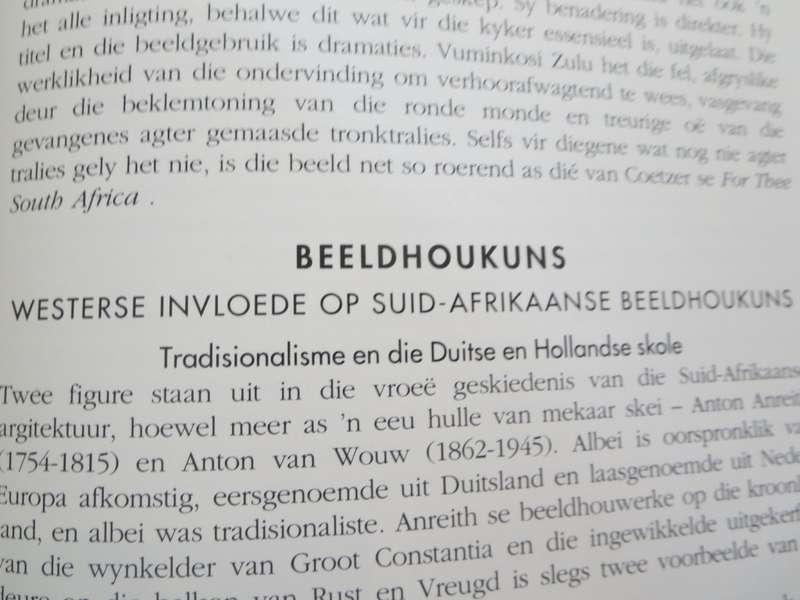 het alle inligting, behalwe dit wat vir die kyker essensieel is, uitgelaat. Die
titel en die beeldgebruik is dramaties. Vuminkosi Zulu het die fel, afgryslike
werklikheid van die ondervinding om verhoorafwagtend te wees, vasgevang
deur die beklemtoning van die ronde monde en treurige oë van die
gevangenes agter gemaasde tronktralies. Selfs vir diegene wat nog nie agter
tralies gely het nie, is die beeld net so roerend as dié van Coetzer se For Thee
South Africa .
BEELDHOUKUNS
WESTERSE INVLOEDE OP SUID-AFRIKAANSE BEELDHOUKUNS
Tradisionalisme en die Duitse en Hollandse skole
Twee figure staan uit in die vroeë geskiedenis van die Suid-Afrikaans
argitektuur, hoewel meer as 'n eeu hulle van mekaar skei – Anton Anreit
(1754-1815) en Anton van Wouw (1862-1945). Albei is oorspronklik va
Europa afkomstig, eersgenoemde uit Duitsland en laasgenoemde uit Nede
land, en albei was tradisionaliste. Anreith se beeldhouwerke op die kroonl
van die wynkelder van Groot Constantia en die ingewikkelde uitgekerf
van Rust en Vreugd is slegs twee voorbeelde van